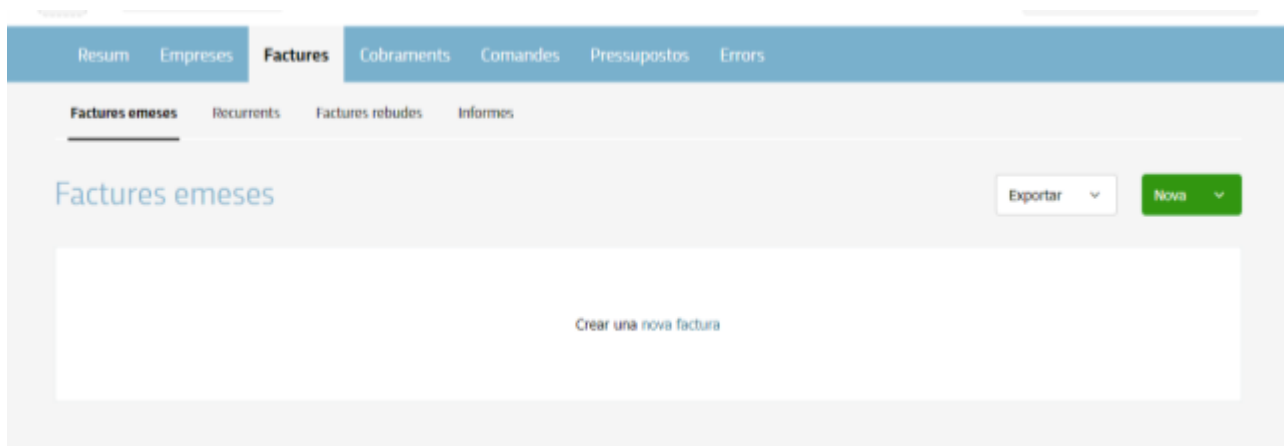 Resum Empreses Factures Cobraments Comandes Pressupostos Errors
Factures emeses Recurrents Factures rebudes Informes
Factures emeses
Exportar Nova
Crear una nova factura